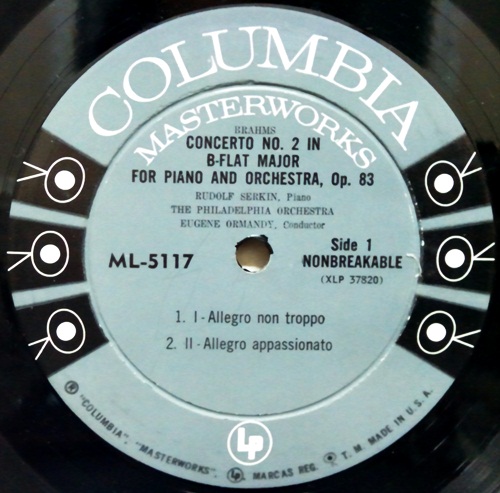 COLUMBIA
MASTERWORKS
BRAHMS
CONCERTO NO. 2 IN
B-FLAT MAJOR
FOR PIANO AND ORCHESTRA, Op. 83
RUDOLF SERKIN, Piano
THE PHILADELPHIA ORCHESTRA
EUGENE ORMANDY, Conductor
ML-5117
Side 1
NONBREAKABLE
(XLP 37820)
1. I - Allegro non troppo
2. II - Allegro appassionato
® "COLUMBIA", "MASTERWORKS", LP, MARCAS REG. ® T. M. MADE IN U.S.A.
LP